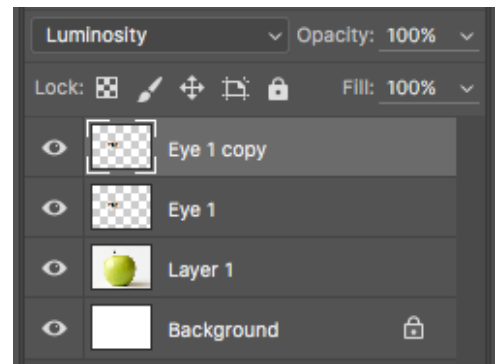 Luminosity Opacity: 100%
Lock: Fill: 100%
Eye 1 copy
Eye 1
Layer 1
Background